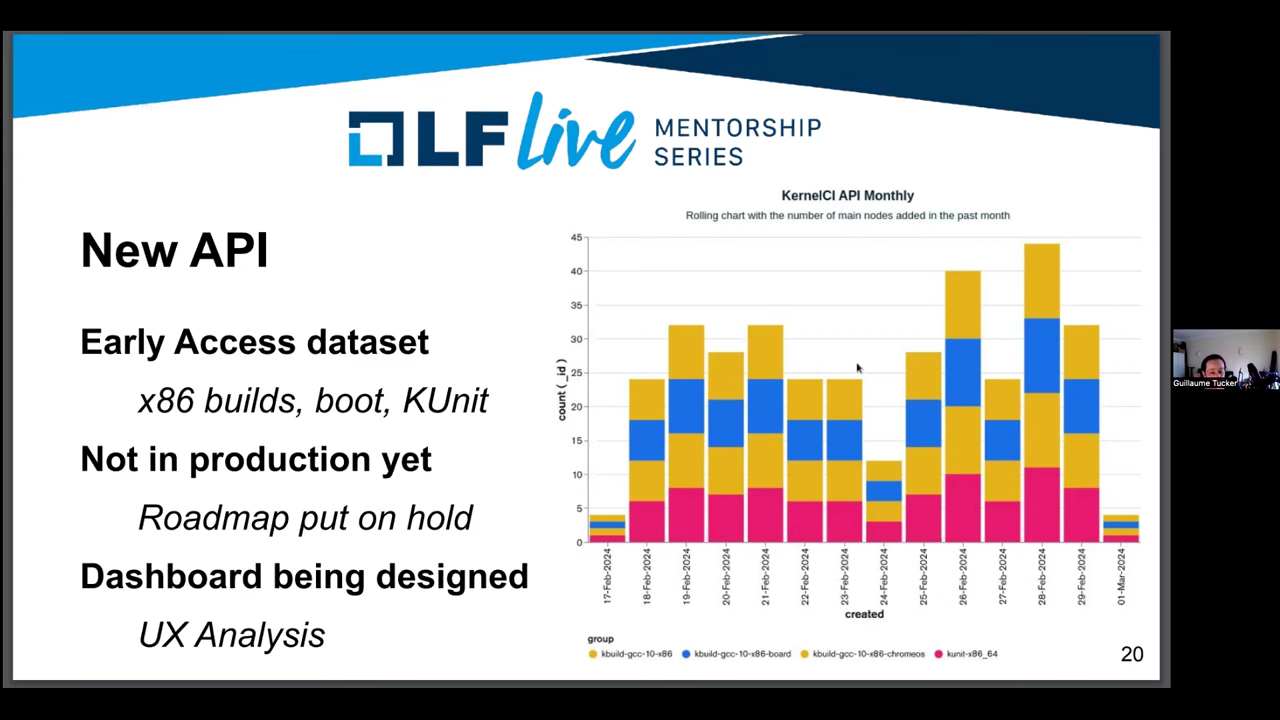 LF Live MENTORSHIP
SERIES
New API
Early Access dataset
x86 builds, boot, KUnit
Not in production yet
Roadmap put on hold
Dashboard being designed
UX Analysis
KernelCI API Monthly
Rolling chart with the number of main nodes added in the past month
45
40
35
30
25
20
15
10
5
0
count (_id)
17-Feb-2024
18-Feb-2024
19-Feb-2024
20-Feb-2024
21-Feb-2024
22-Feb-2024
23-Feb-2024
24-Feb-2024
25-Feb-2024
26-Feb-2024
27-Feb-2024
28-Feb-2024
29-Feb-2024
01-Mar-2024
created
group
kbuild-gcc-10-x86 kbuild-gcc-10-x86-board kbuild-gcc-10-x86-chromeos kunit-x86_64
20
Guillaume Tucker